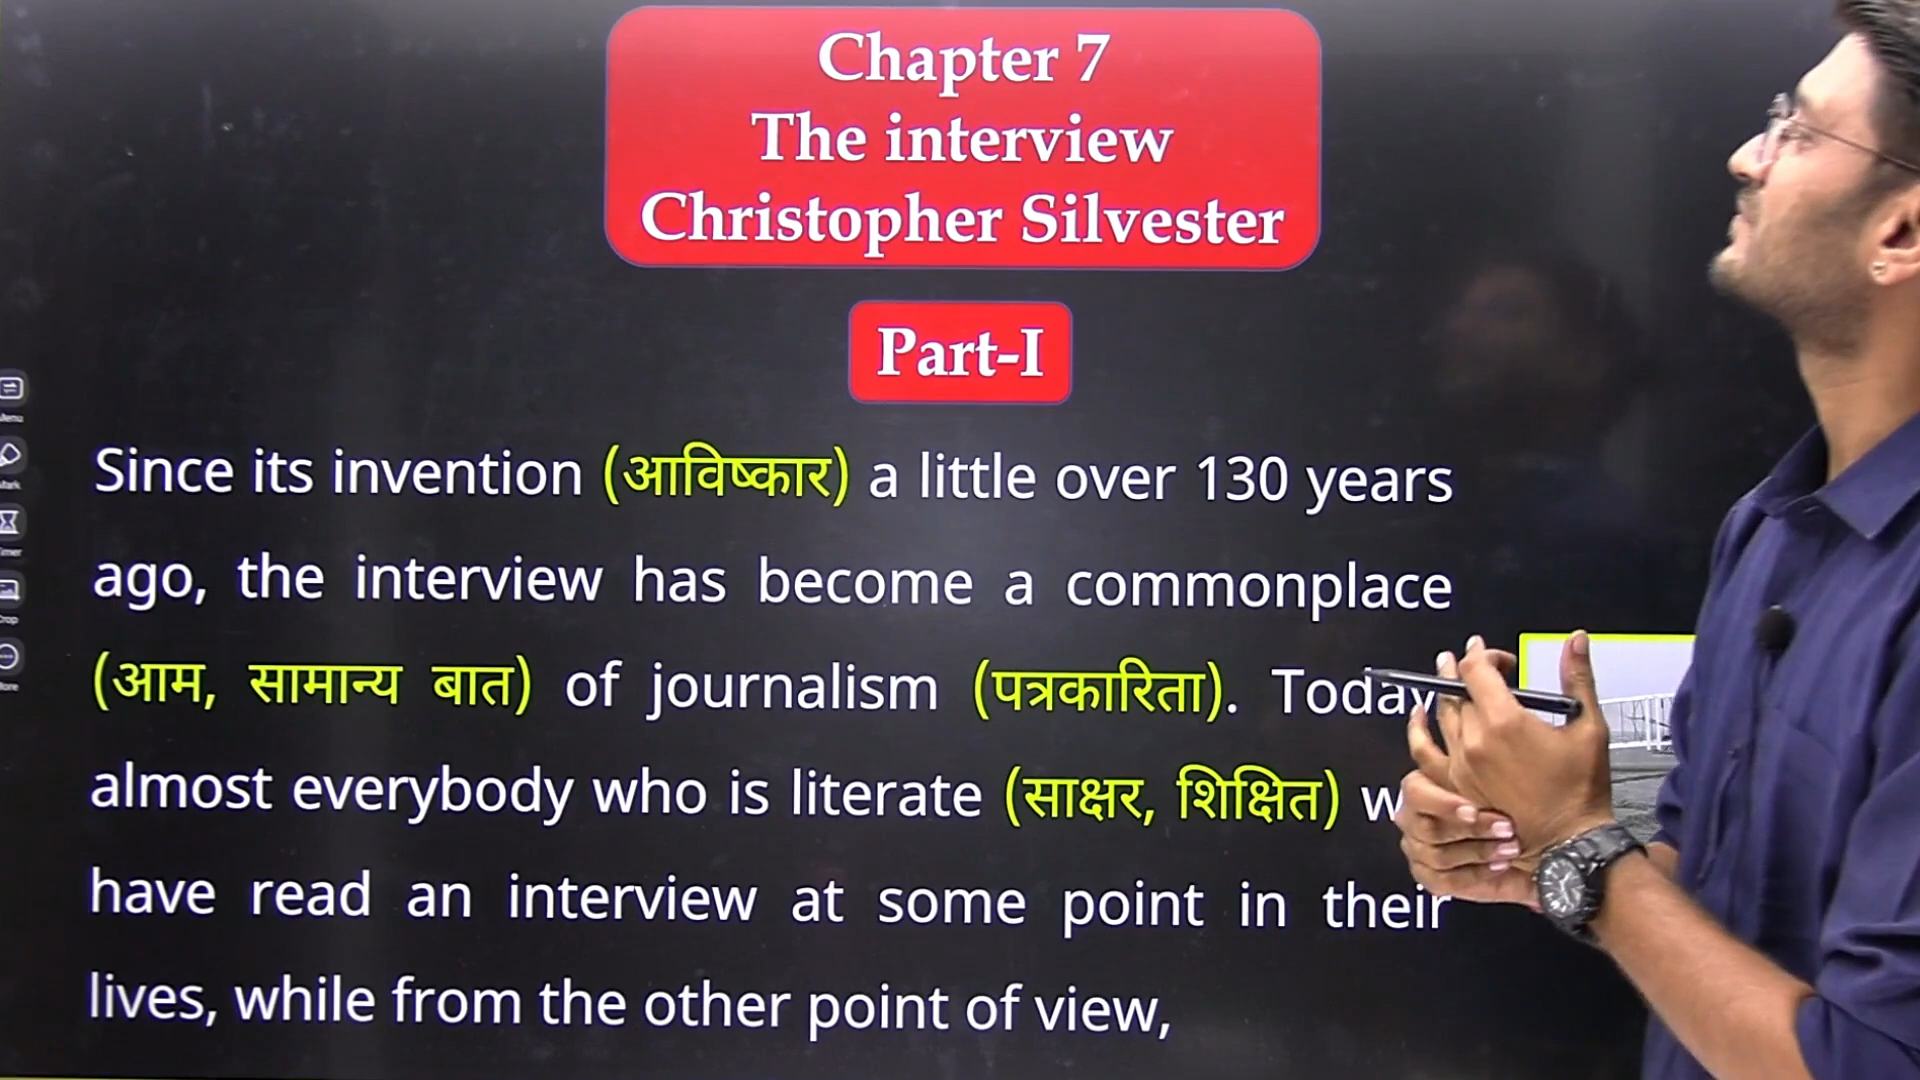 Chapter 7
The interview
Christopher Silvester
Part-I
Since its invention (आविष्कार) a little over 130 years
ago, the interview has become a commonplace
(आम, सामान्य बात) of journalism (पत्रकारिता). Today
almost everybody who is literate (साक्षर, शिक्षित)
have read an interview at some point in their
lives, while from the other point of view,